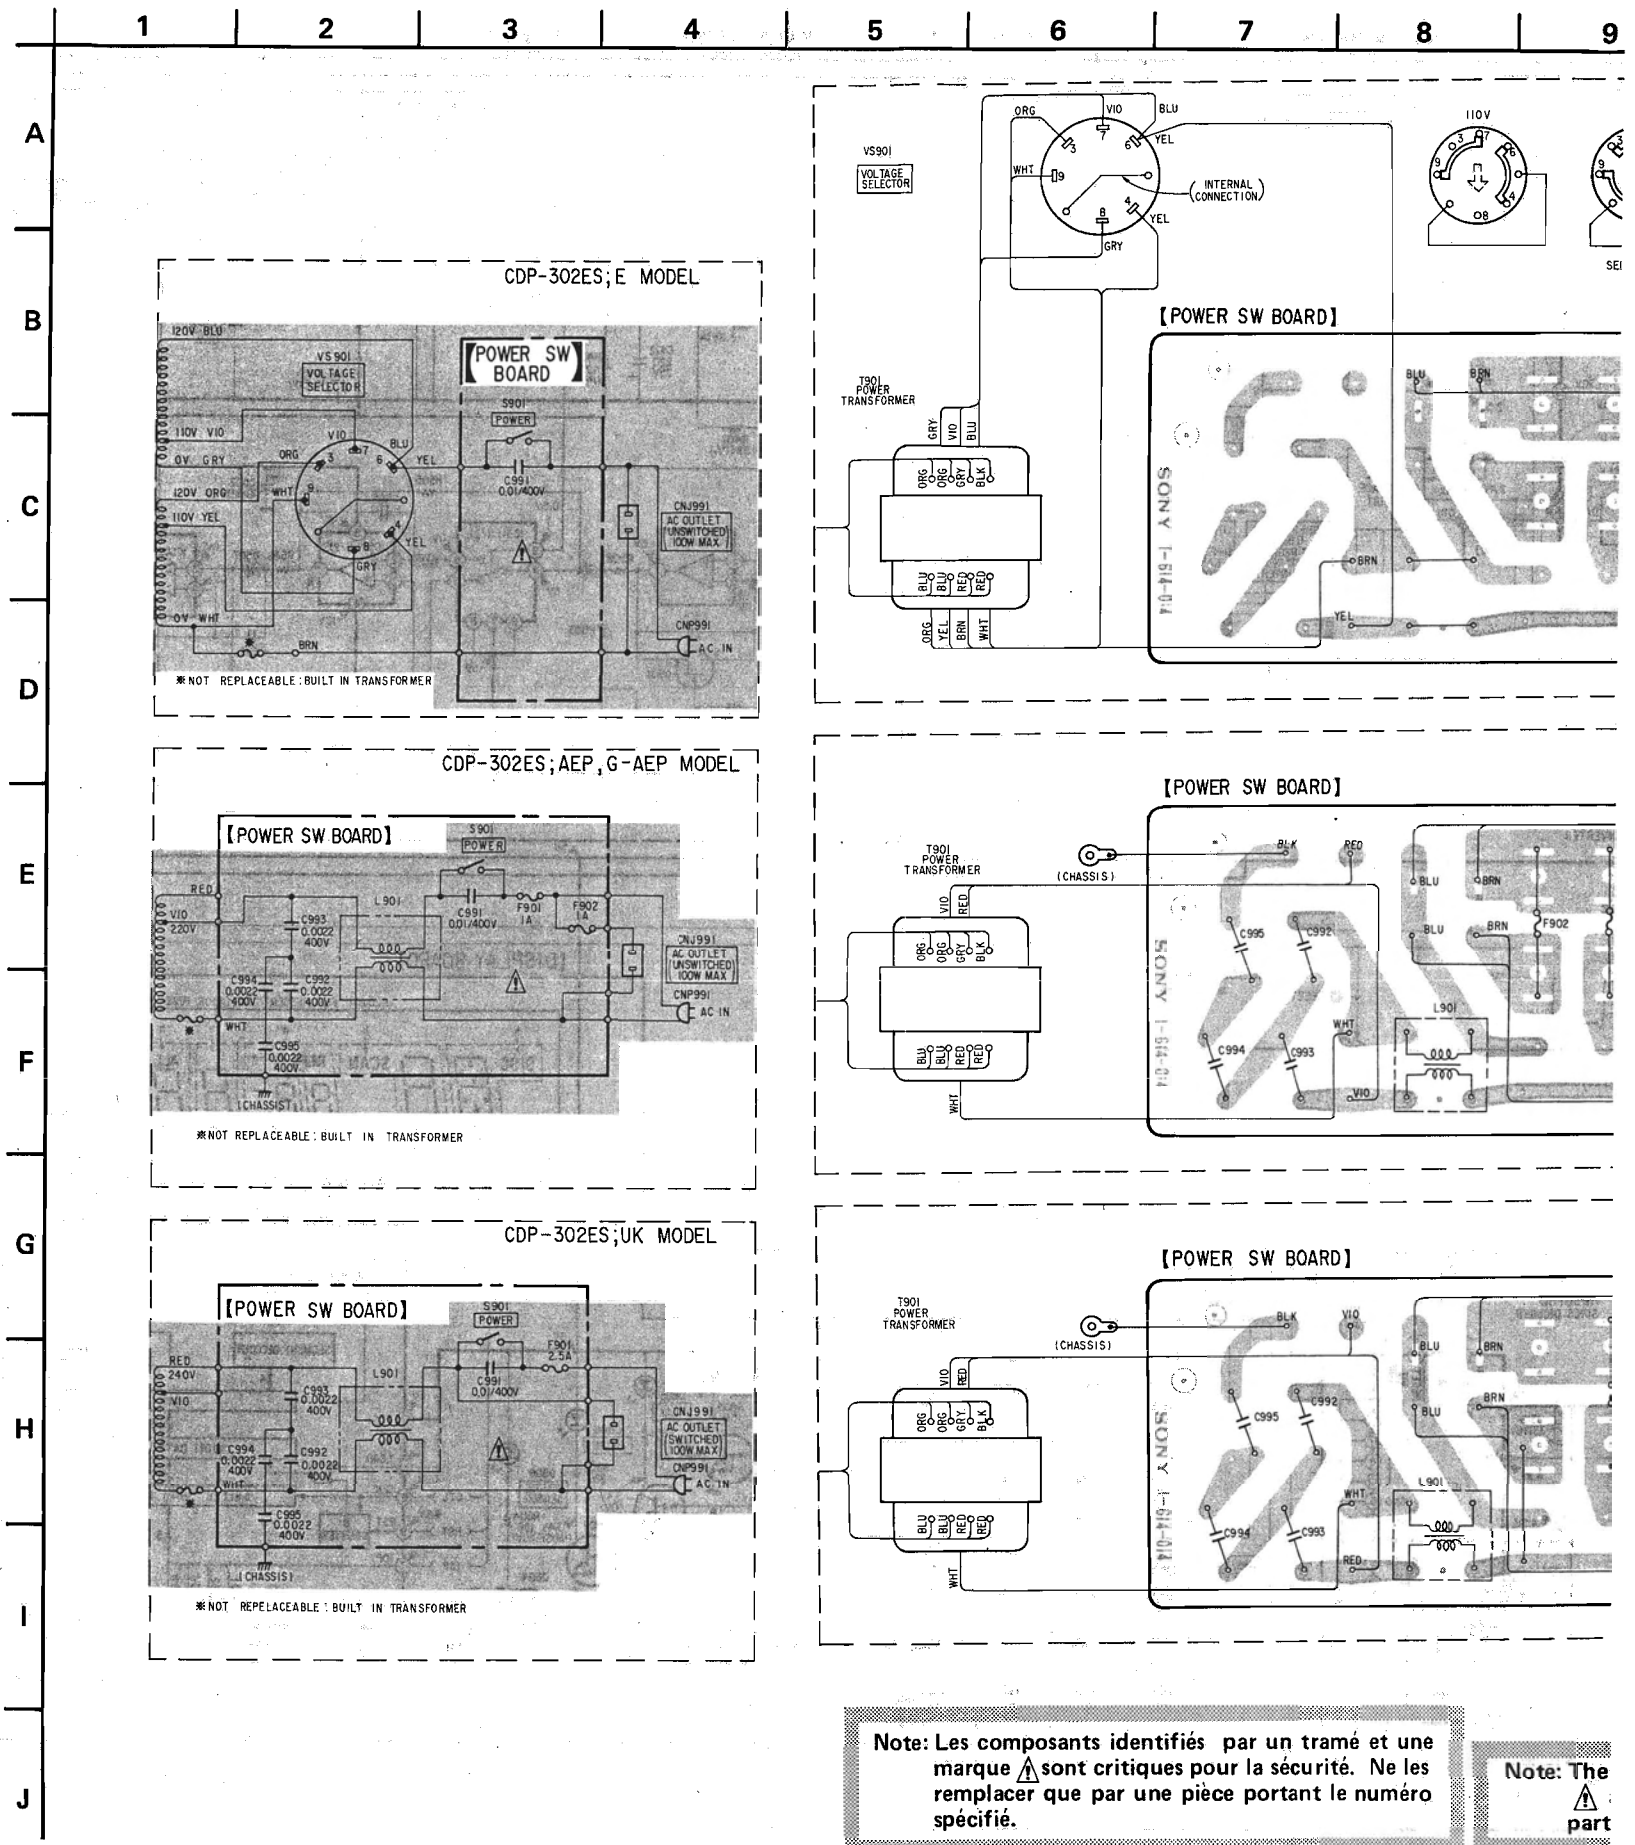 1 2 3 4 5 6 7 8 9
A
B
C
D
E
F
G
H
I
J
CDP-302ES;E MODEL
120V BLU
VS901
VOLTAGE
SELECTOR
【POWER SW
BOARD】
S901
POWER
110V VIO
VIO
BLU
0V GRY
ORG
3
7
6
YEL
C991
0.01/400V
120V ORG
WHT
9
110V YEL
4
YEL
8
GRY
CNJ991
AC OUTLET
(UNSWITCHED)
100W MAX
0V WHT
※
BRN
CNP991
AC IN
※NOT REPLACEABLE : BUILT IN TRANSFORMER
CDP-302ES;AEP,G-AEP MODEL
【POWER SW BOARD】
S901
POWER
RED
VIO
220V
C993
0.0022
400V
L901
C991
0.01/400V
F901
1A
F902
1A
CNJ991
AC OUTLET
(UNSWITCHED)
100W MAX
C994
0.0022
400V
C992
0.0022
400V
CNP991
AC IN
※
WHT
C995
0.0022
400V
(CHASSIS)
※NOT REPLACEABLE : BUILT IN TRANSFORMER
CDP-302ES;UK MODEL
【POWER SW BOARD】
S901
POWER
F901
2.5A
RED
240V
VIO
C993
0.0022
400V
L901
C991
0.01/400V
CNJ991
AC OUTLET
(SWITCHED)
100W MAX
C994
0.0022
400V
C992
0.0022
400V
CNP991
AC IN
WHT
※
C995
0.0022
400V
(CHASSIS)
※NOT REPELACEABLE : BUILT IN TRANSFORMER
VS901
VOLTAGE
SELECTOR
ORG
VIO
BLU
3
7
6
YEL
WHT
9
(INTERNAL
CONNECTION)
4
8
YEL
GRY
110V
9
3
7
6
4
8
3
9
SEI
【POWER SW BOARD】
T901
POWER
TRANSFORMER
GRY
VIO
BLU
ORG
ORG
GRY
BLK
BLU
BLU
RED
RED
ORG
YEL
BRN
WHT
BLU
BRN
SONY 1-614-014
BRN
YEL
【POWER SW BOARD】
T901
POWER
TRANSFORMER
(CHASSIS)
VIO
RED
ORG
ORG
GRY
BLK
BLU
BLU
RED
RED
WHT
BLK
RED
BLU
BRN
C995
C992
BLU
BRN
F902
SONY 1-614-014
WHT
L901
C994
C993
VIO
【POWER SW BOARD】
T901
POWER
TRANSFORMER
(CHASSIS)
VIO
RED
ORG
ORG
GRY
BLK
BLU
BLU
RED
RED
WHT
BLK
VIO
BLU
BRN
C995
C992
BLU
BRN
SONY 1-614-014
WHT
L901
C994
C993
RED
Note: Les composants identifiés par un tramé et une
marque ⚠ sont critiques pour la sécurité. Ne les
remplacer que par une pièce portant le numéro
spécifié.
Note: The
⚠
part